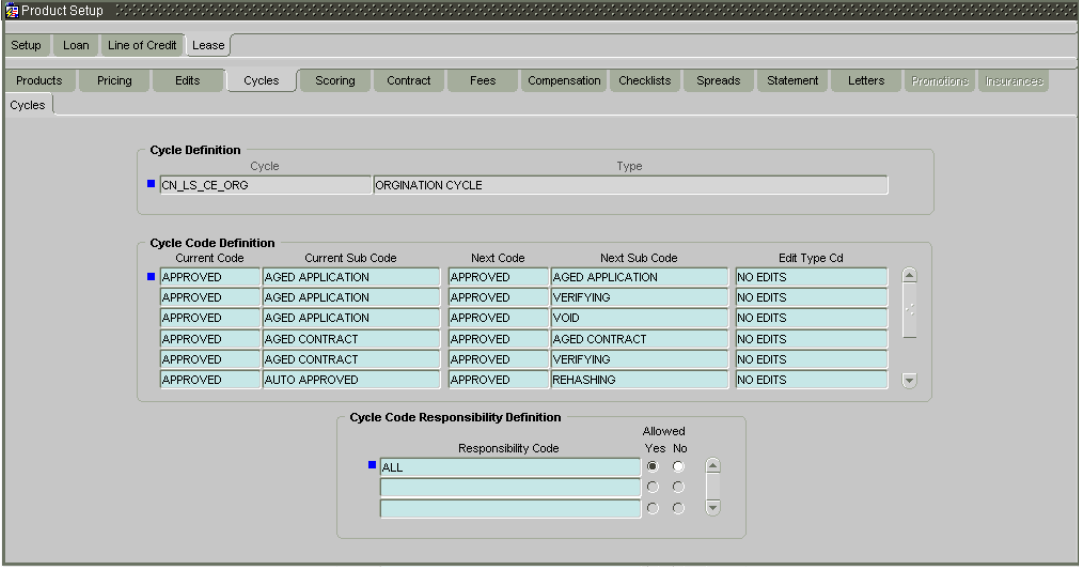 Product Setup
Setup Loan Line of Credit Lease
Products Pricing Edits Cycles Scoring Contract Fees Compensation Checklists Spreads Statement Letters Promotions Insurances
Cycles
Cycle Definition
Cycle Type
CN_LS_CE_ORG ORGINATION CYCLE
Cycle Code Definition
Current Code Current Sub Code Next Code Next Sub Code Edit Type Cd
APPROVED AGED APPLICATION APPROVED AGED APPLICATION NO EDITS
APPROVED AGED APPLICATION APPROVED VERIFYING NO EDITS
APPROVED AGED APPLICATION APPROVED VOID NO EDITS
APPROVED AGED CONTRACT APPROVED AGED CONTRACT NO EDITS
APPROVED AGED CONTRACT APPROVED VERIFYING NO EDITS
APPROVED AUTO APPROVED APPROVED REHASHING NO EDITS
Cycle Code Responsibility Definition
Allowed
Responsibility Code Yes No
ALL